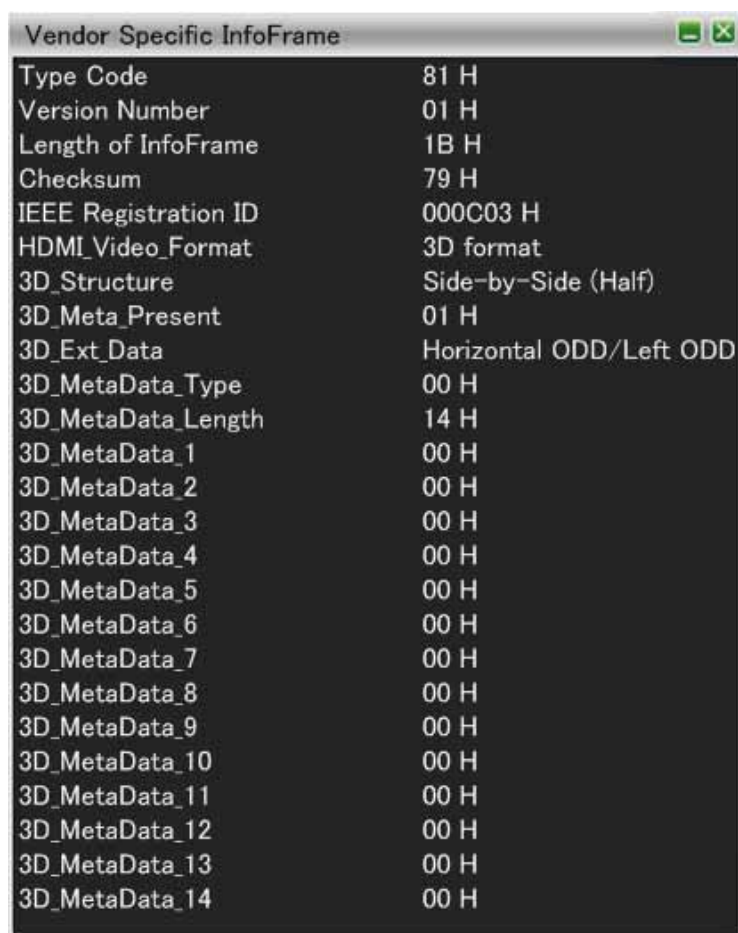 Vendor Specific InfoFrame
Type Code 81 H
Version Number 01 H
Length of InfoFrame 1B H
Checksum 79 H
IEEE Registration ID 000C03 H
HDMI_Video_Format 3D format
3D_Structure Side-by-Side (Half)
3D_Meta_Present 01 H
3D_Ext_Data Horizontal ODD/Left ODD
3D_MetaData_Type 00 H
3D_MetaData_Length 14 H
3D_MetaData_1 00 H
3D_MetaData_2 00 H
3D_MetaData_3 00 H
3D_MetaData_4 00 H
3D_MetaData_5 00 H
3D_MetaData_6 00 H
3D_MetaData_7 00 H
3D_MetaData_8 00 H
3D_MetaData_9 00 H
3D_MetaData_10 00 H
3D_MetaData_11 00 H
3D_MetaData_12 00 H
3D_MetaData_13 00 H
3D_MetaData_14 00 H